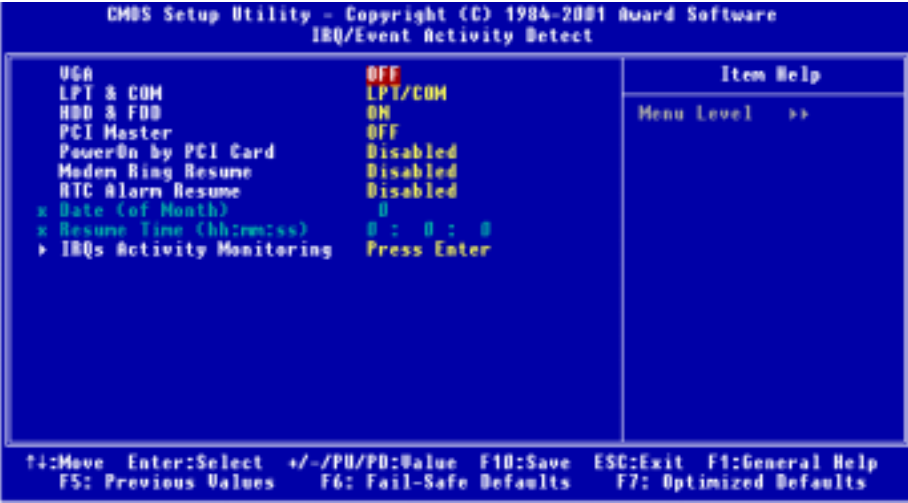 CMOS Setup Utility - Copyright (C) 1984-2001 Award Software
IRQ/Event Activity Detect
VGA OFF
LPT & COM LPT/COM
HDD & FDD ON
PCI Master OFF
PowerOn by PCI Card Disabled
Modem Ring Resume Disabled
RTC Alarm Resume Disabled
x Date (of Month) 0
x Resume Time (hh:mm:ss) 0 : 0 : 0
▸ IRQs Activity Monitoring Press Enter
Item Help
Menu Level ▸▸
↑↓:Move Enter:Select +/-/PU/PD:Value F10:Save ESC:Exit F1:General Help
F5: Previous Values F6: Fail-Safe Defaults F7: Optimized Defaults